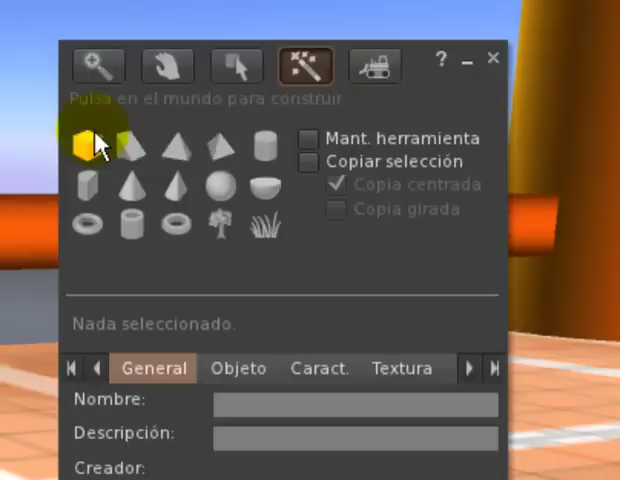 ?
Pulsa en el mundo para construir
Mant. herramienta
Copiar selección
Copia centrada
Copia girada
Nada seleccionado.
General Objeto Caract. Textura
Nombre:
Descripción:
Creador: